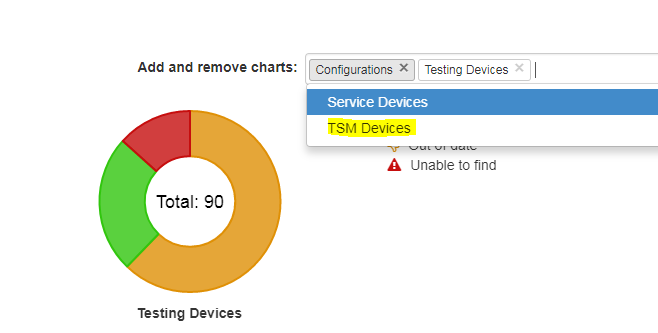 Add and remove charts: Configurations × Testing Devices ×
Service Devices
TSM Devices
Out of date
Unable to find
Total: 90
Testing Devices